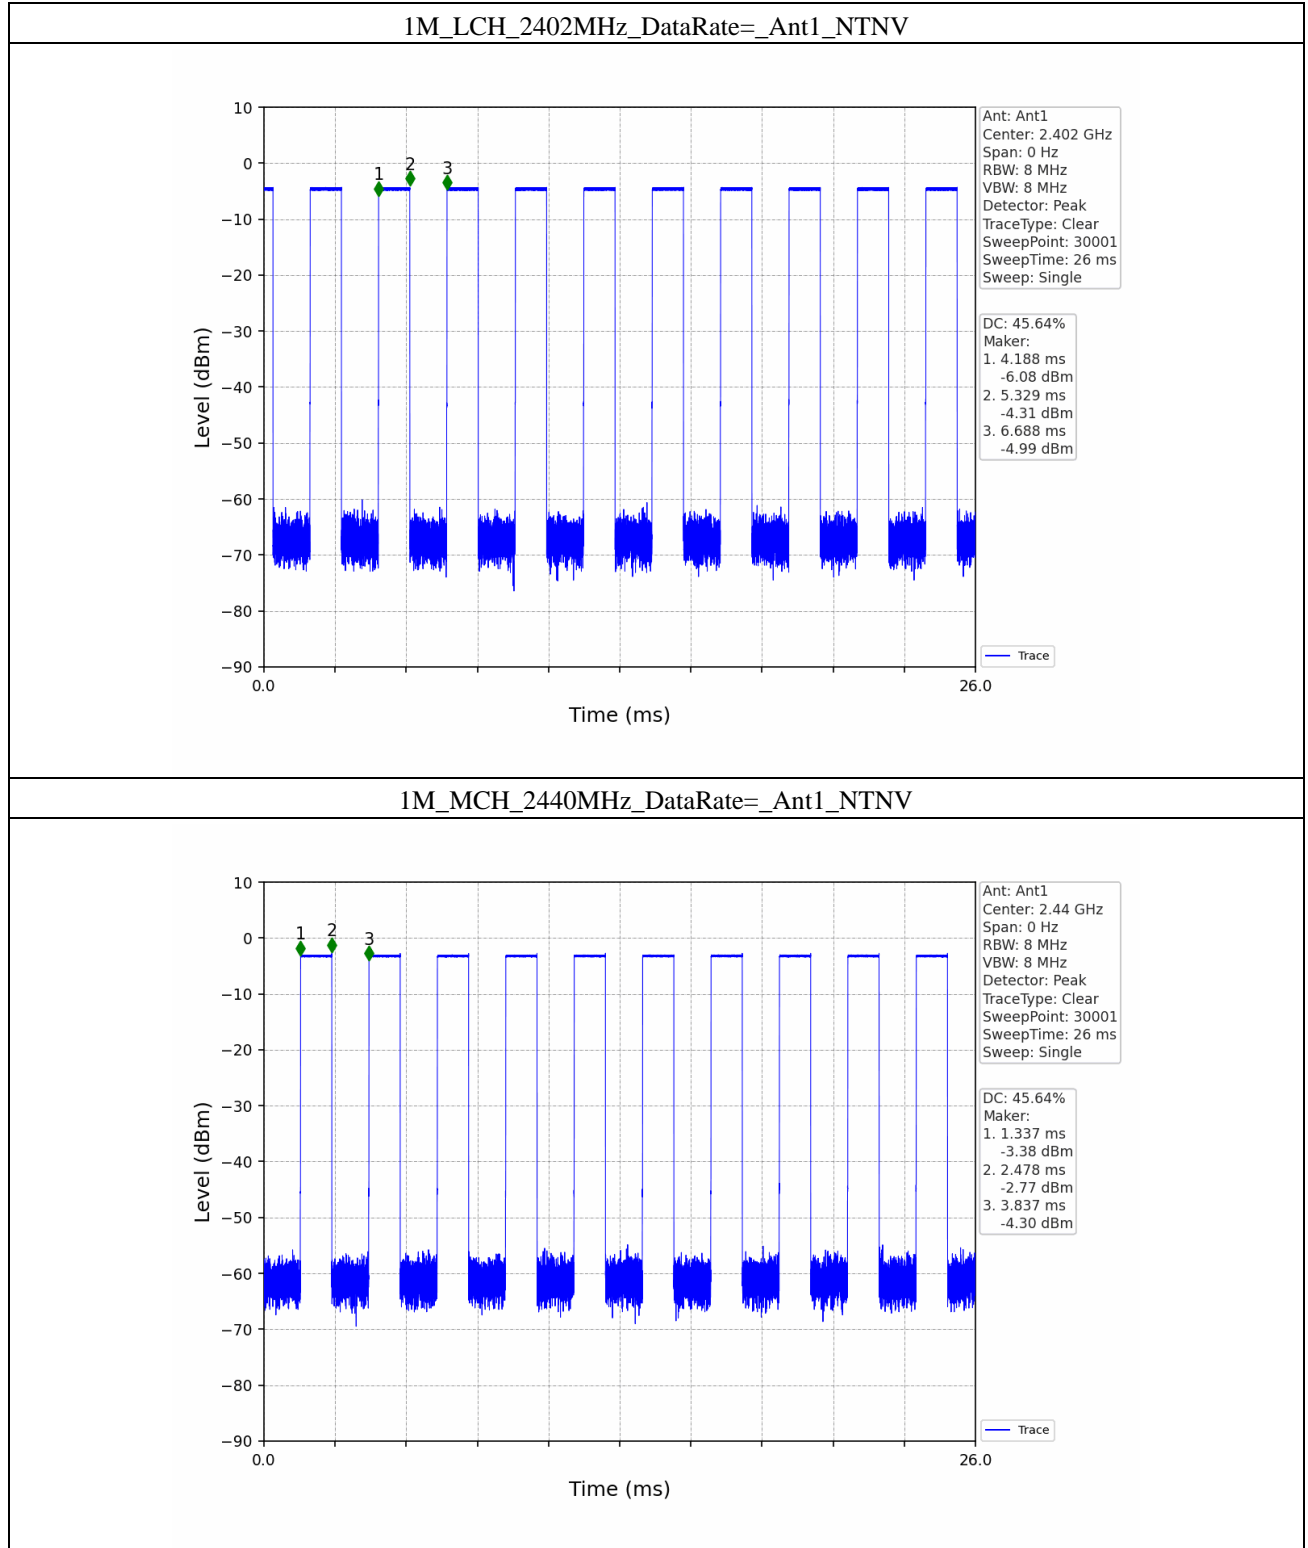 1M_LCH_2402MHz_DataRate=_Ant1_NTNV
10
0
−10
−20
−30
−40
−50
−60
−70
−80
−90
Level (dBm)
1
2
3
0.0
26.0
Time (ms)
Ant: Ant1
Center: 2.402 GHz
Span: 0 Hz
RBW: 8 MHz
VBW: 8 MHz
Detector: Peak
TraceType: Clear
SweepPoint: 30001
SweepTime: 26 ms
Sweep: Single
DC: 45.64%
Maker:
1. 4.188 ms
-6.08 dBm
2. 5.329 ms
-4.31 dBm
3. 6.688 ms
-4.99 dBm
Trace
1M_MCH_2440MHz_DataRate=_Ant1_NTNV
10
0
−10
−20
−30
−40
−50
−60
−70
−80
−90
Level (dBm)
1
2
3
0.0
26.0
Time (ms)
Ant: Ant1
Center: 2.44 GHz
Span: 0 Hz
RBW: 8 MHz
VBW: 8 MHz
Detector: Peak
TraceType: Clear
SweepPoint: 30001
SweepTime: 26 ms
Sweep: Single
DC: 45.64%
Maker:
1. 1.337 ms
-3.38 dBm
2. 2.478 ms
-2.77 dBm
3. 3.837 ms
-4.30 dBm
Trace